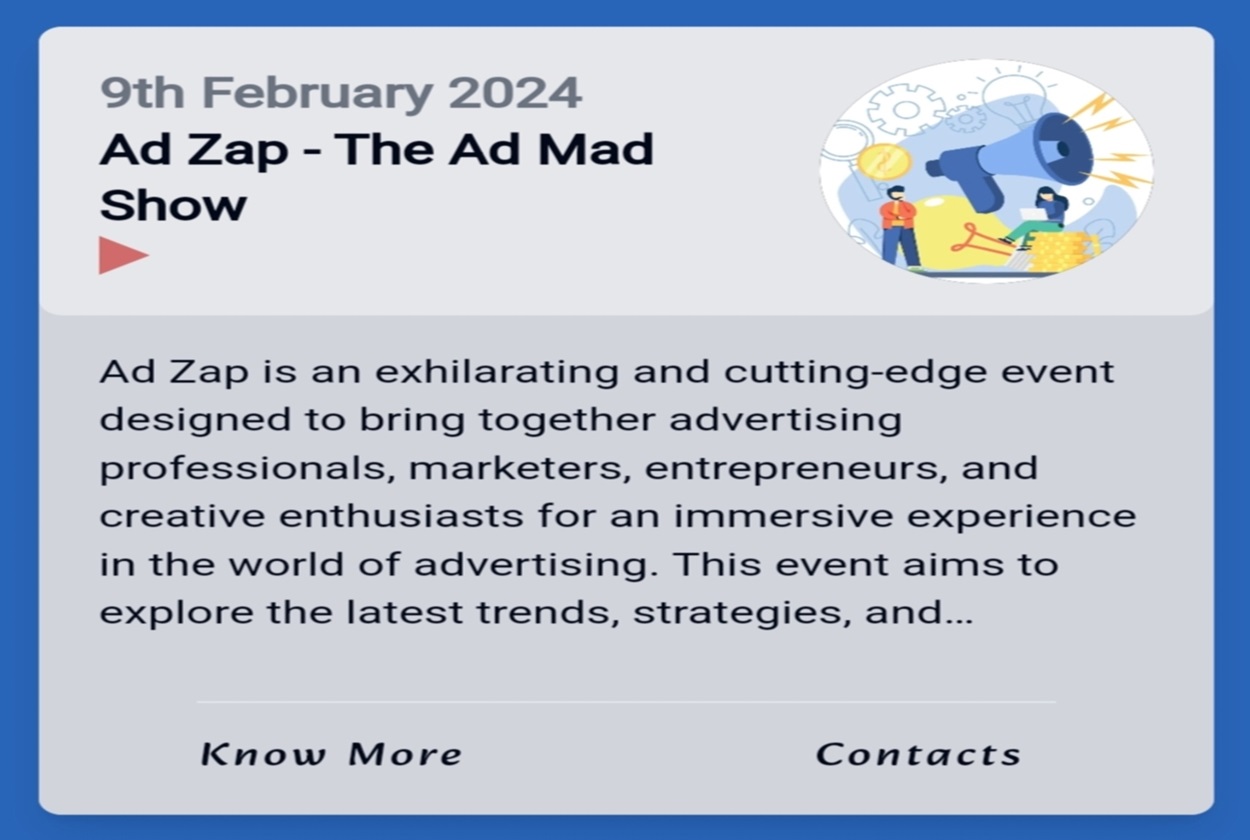 9th February 2024
Ad Zap - The Ad Mad
Show
Ad Zap is an exhilarating and cutting-edge event
designed to bring together advertising
professionals, marketers, entrepreneurs, and
creative enthusiasts for an immersive experience
in the world of advertising. This event aims to
explore the latest trends, strategies, and...
Know More
Contacts